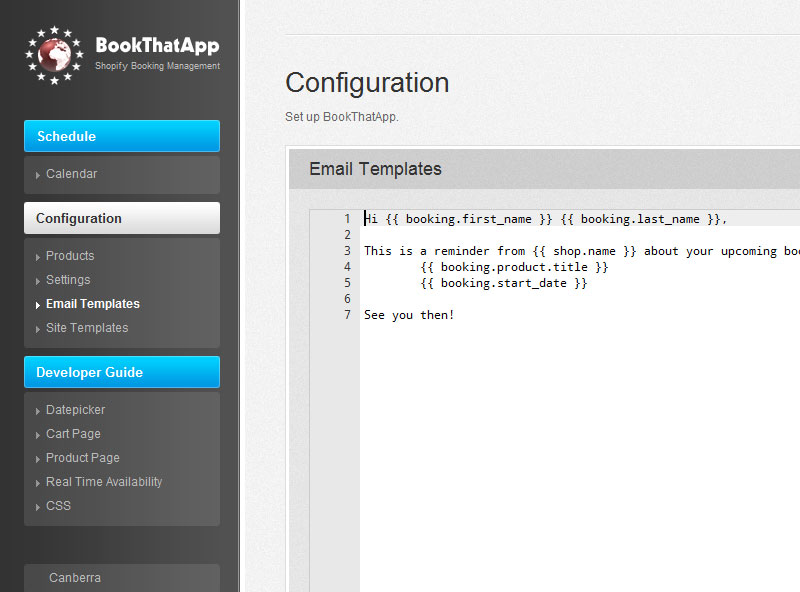 BookThatApp
Shopify Booking Management
Schedule
Calendar
Configuration
Products
Settings
Email Templates
Site Templates
Developer Guide
Datepicker
Cart Page
Product Page
Real Time Availability
CSS
Canberra
Configuration
Set up BookThatApp.
Email Templates
1 Hi {{ booking.first_name }} {{ booking.last_name }},
2
3 This is a reminder from {{ shop.name }} about your upcoming boo
4 {{ booking.product.title }}
5 {{ booking.start_date }}
6
7 See you then!